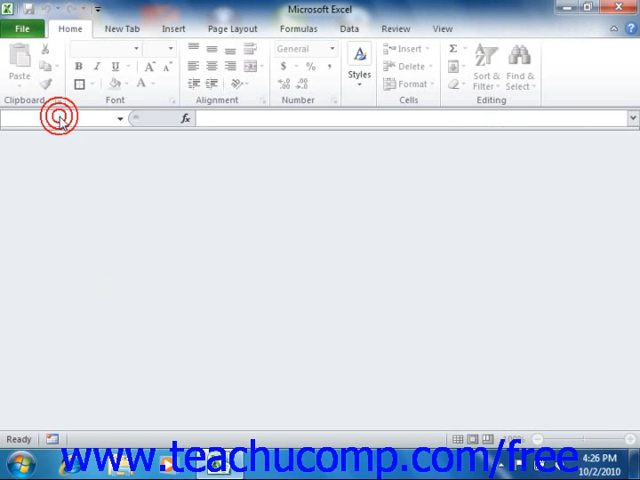 Microsoft Excel
File Home New Tab Insert Page Layout Formulas Data Review View
Paste
B I U A A
A
General
$ % ,
Styles
Insert
Delete
Format
Σ
Sort & Filter
Find & Select
Clipboard Font Alignment Number Cells Editing
fx
Ready 100%
www.teachucomp.com/free
4:26 PM
10/2/2010